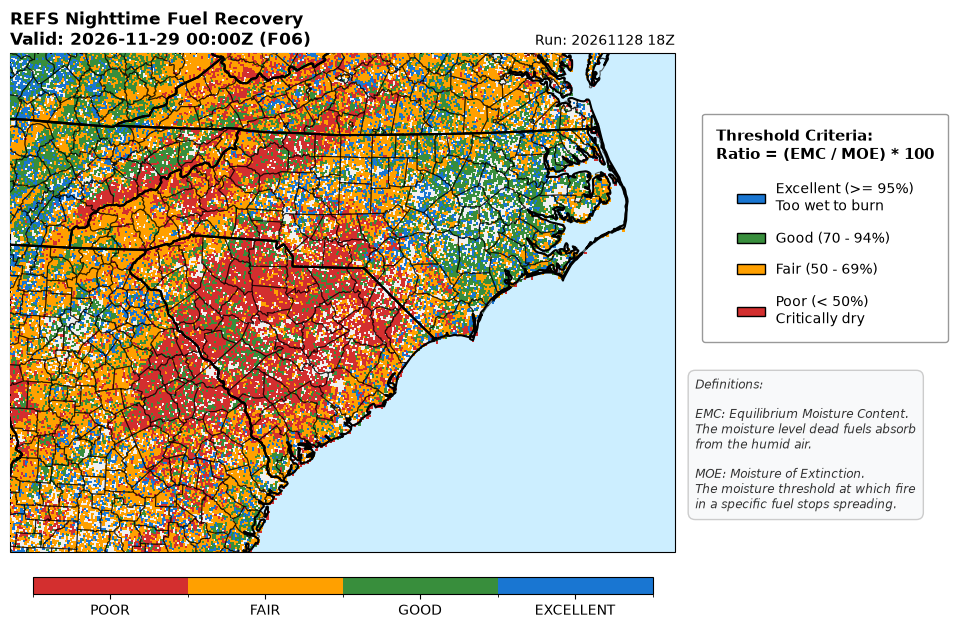 REFS Nighttime Fuel Recovery
Valid: 2026-11-29 00:00Z (F06)
Run: 20261128 18Z
Threshold Criteria:
Ratio = (EMC / MOE) * 100
Excellent (>= 95%)
Too wet to burn
Good (70 - 94%)
Fair (50 - 69%)
Poor (< 50%)
Critically dry
Definitions:
EMC: Equilibrium Moisture Content.
The moisture level dead fuels absorb
from the humid air.
MOE: Moisture of Extinction.
The moisture threshold at which fire
in a specific fuel stops spreading.
POOR
FAIR
GOOD
EXCELLENT